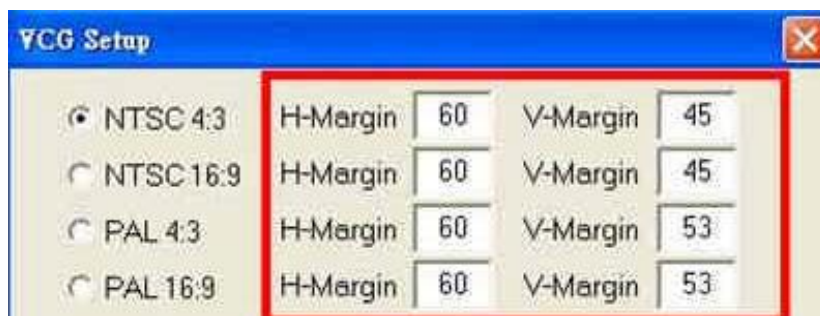 VCG Setup
NTSC 4:3 H-Margin 60 V-Margin 45
NTSC 16:9 H-Margin 60 V-Margin 45
PAL 4:3 H-Margin 60 V-Margin 53
PAL 16:9 H-Margin 60 V-Margin 53